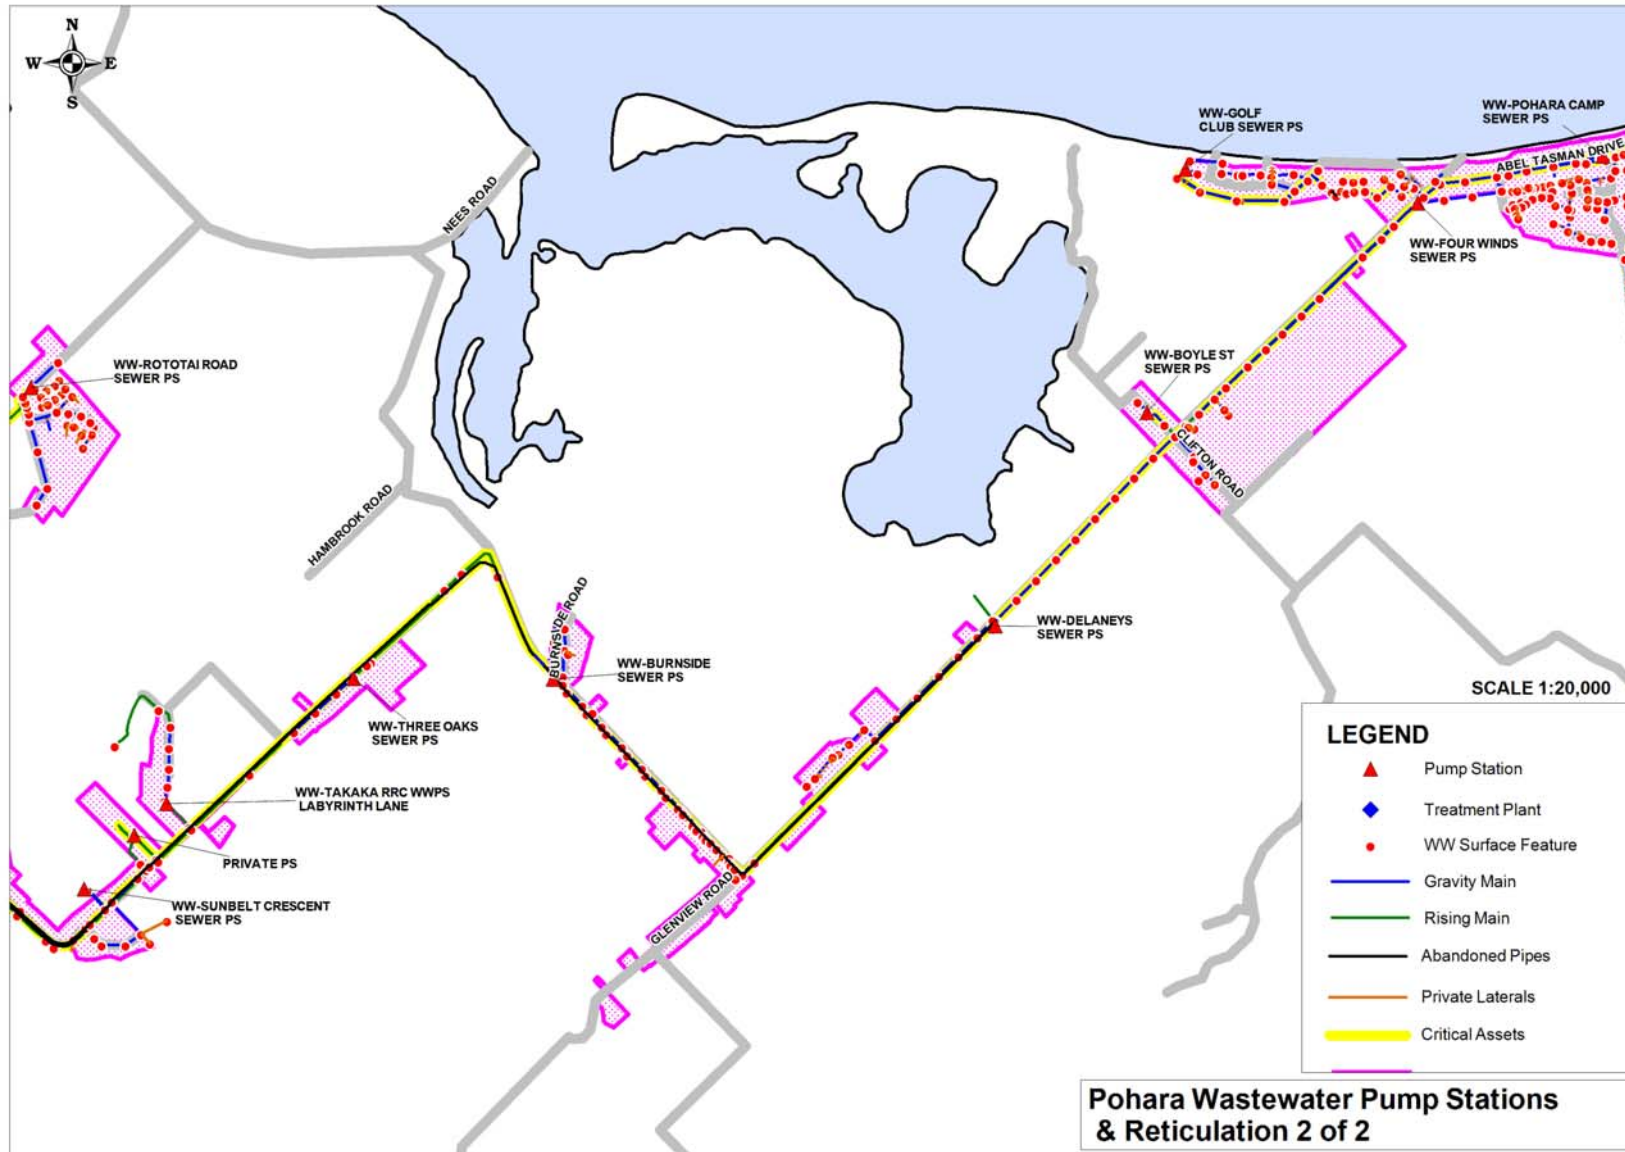 N
W E
S
WW-GOLF
CLUB SEWER PS
WW-POHARA CAMP
SEWER PS
ABEL TASMAN DRIVE
NEES ROAD
WW-FOUR WINDS
SEWER PS
WW-ROTOTAI ROAD
SEWER PS
WW-BOYLE ST
SEWER PS
CLIFTON ROAD
HAMBROOK ROAD
BURNSIDE ROAD
WW-DELANEYS
SEWER PS
WW-BURNSIDE
SEWER PS
WW-THREE OAKS
SEWER PS
WW-TAKAKA RRC WWPS
LABYRINTH LANE
PRIVATE PS
WW-SUNBELT CRESCENT
SEWER PS
GLENVIEW ROAD
SCALE 1:20,000
LEGEND
Pump Station
Treatment Plant
WW Surface Feature
Gravity Main
Rising Main
Abandoned Pipes
Private Laterals
Critical Assets
Pohara Wastewater Pump Stations
& Reticulation 2 of 2